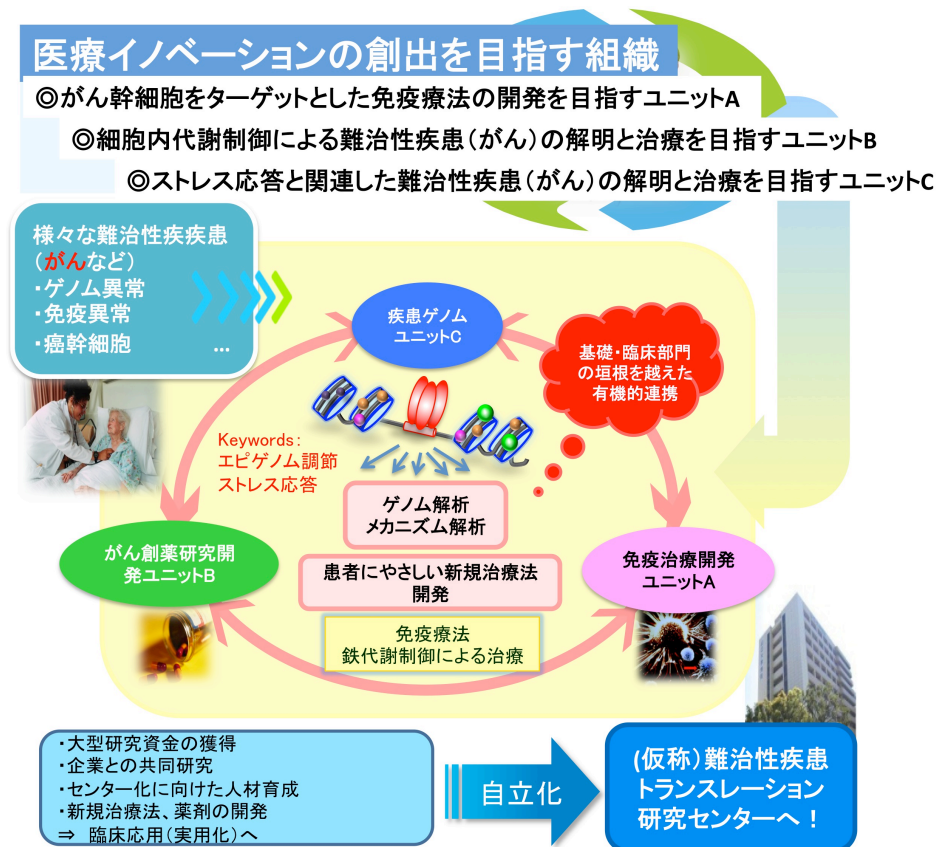 医療イノベーションの創出を目指す組織
◎がん幹細胞をターゲットとした免疫療法の開発を目指すユニットA
◎細胞内代謝制御による難治性疾患(がん)の解明と治療を目指すユニットB
◎ストレス応答と関連した難治性疾患(がん)の解明と治療を目指すユニットC
様々な難治性疾疾患
(がんなど)
・ゲノム異常
・免疫異常
・癌幹細胞 …
疾患ゲノム
ユニットC
基礎・臨床部門
の垣根を越えた
有機的連携
Keywords:
エピゲノム調節
ストレス応答
ゲノム解析
メカニズム解析
がん創薬研究開
発ユニットB
患者にやさしい新規治療法
開発
免疫治療開発
ユニットA
免疫療法
鉄代謝制御による治療
・大型研究資金の獲得
・企業との共同研究
・センター化に向けた人材育成
・新規治療法、薬剤の開発
⇒ 臨床応用(実用化)へ
自立化
(仮称)難治性疾患
トランスレーション
研究センターへ!